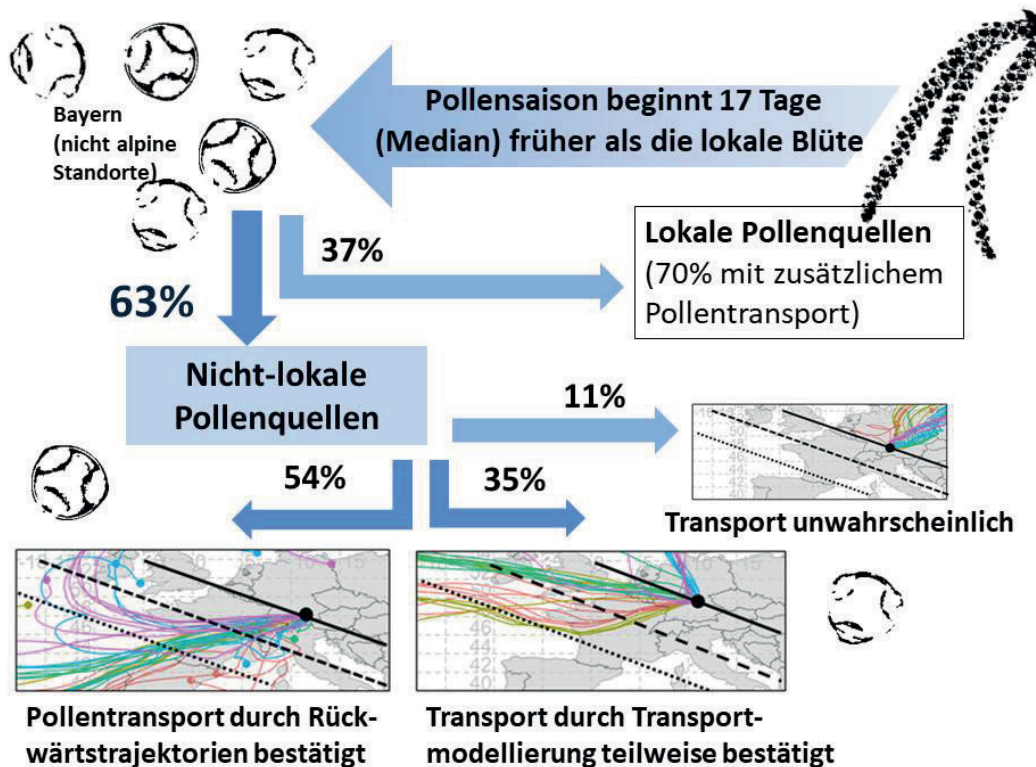 Pollensaison beginnt 17 Tage
(Median) früher als die lokale Blüte
Bayern
(nicht alpine
Standorte)
37%
63%
Lokale Pollenquellen
(70% mit zusätzlichem
Pollentransport)
Nicht-lokale
Pollenquellen
11%
54%
35%
Transport unwahrscheinlich
Pollentransport durch Rück-
wärtstrajektorien bestätigt
Transport durch Transport-
modellierung teilweise bestätigt